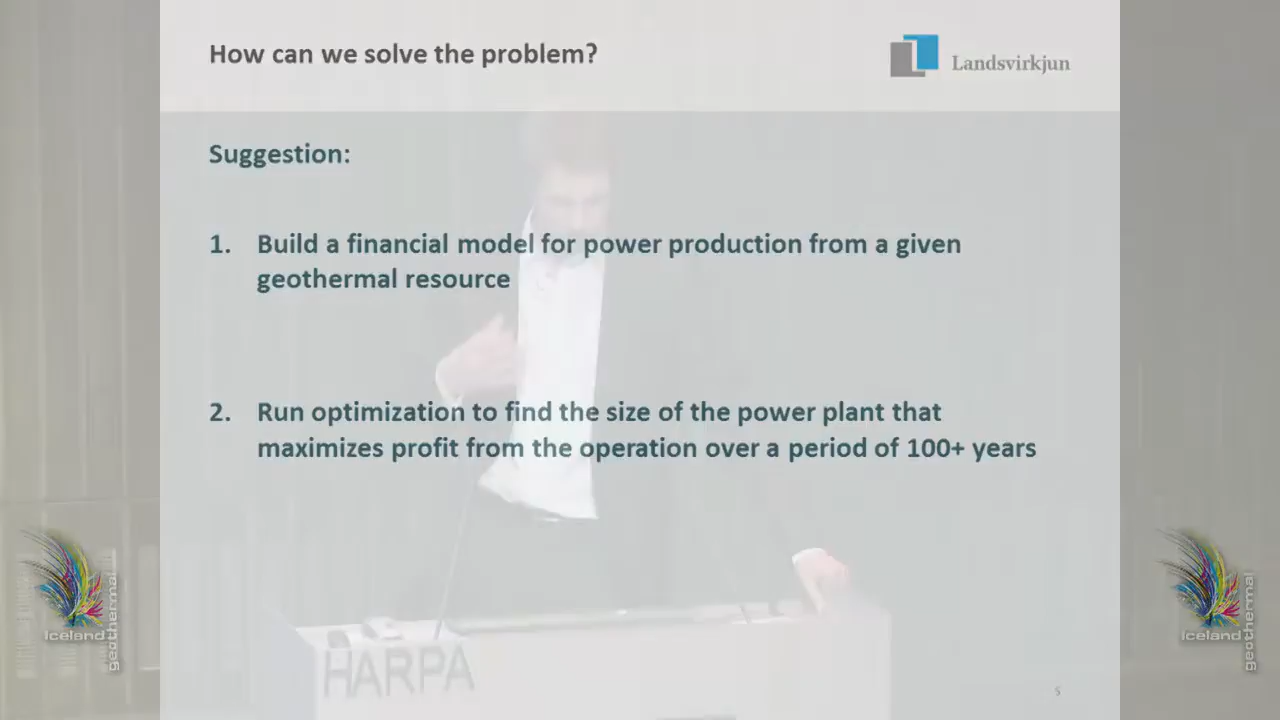 How can we solve the problem?
Landsvirkjun
Suggestion:
1. Build a financial model for power production from a given
geothermal resource
2. Run optimization to find the size of the power plant that
maximizes profit from the operation over a period of 100+ years
Iceland
geothermal
Iceland
geothermal
HARPA
5